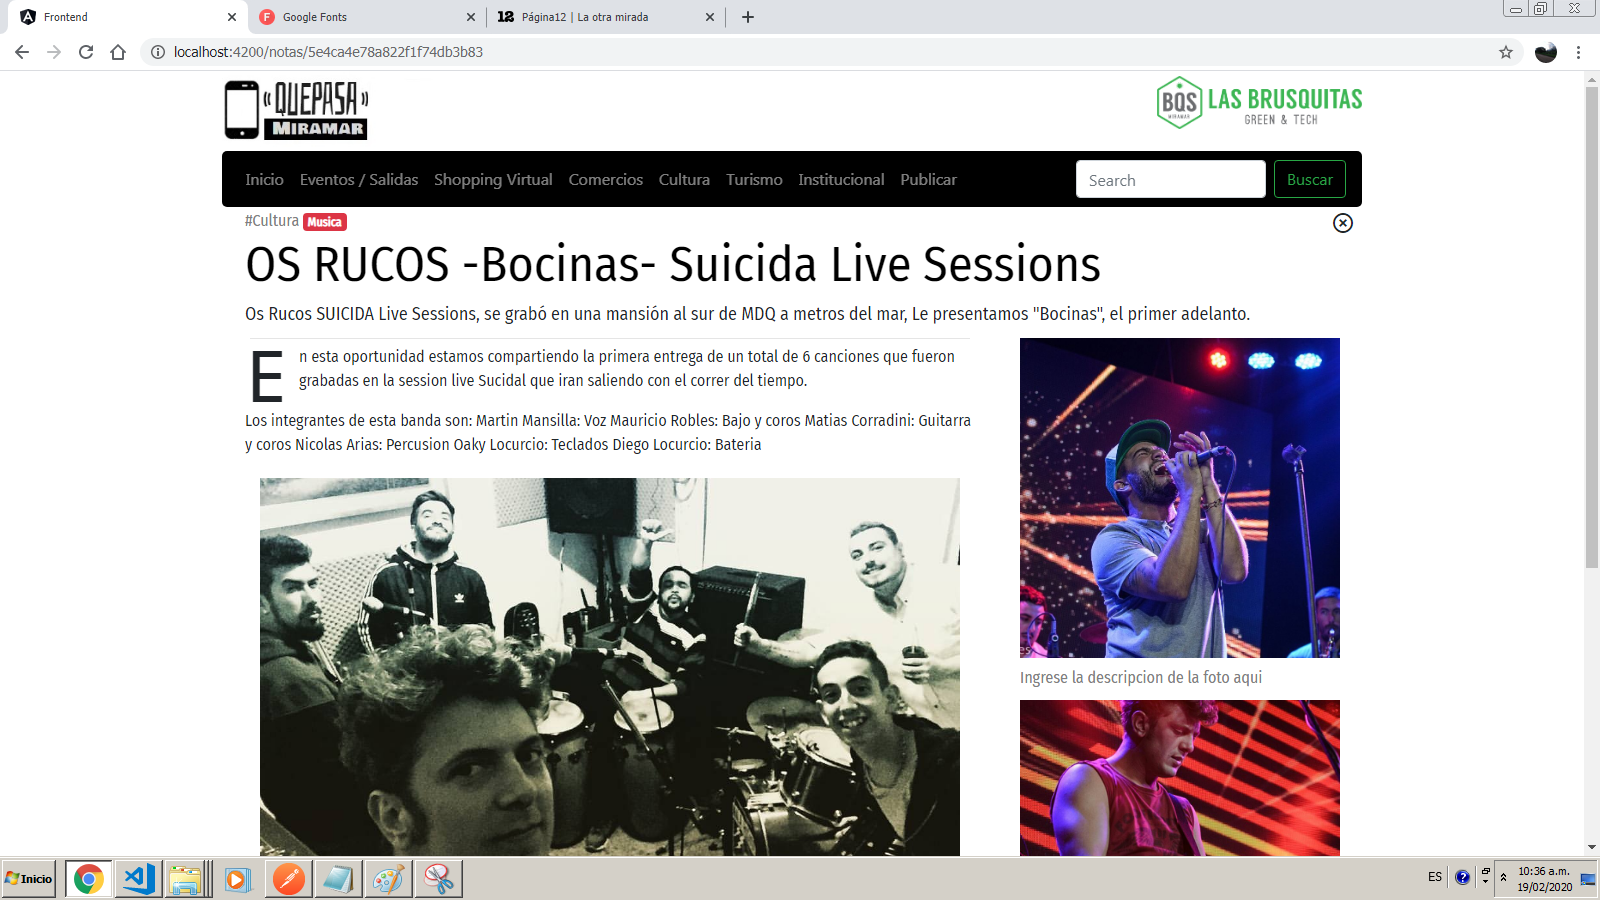 Frontend
Google Fonts
12 Página12 | La otra mirada
localhost:4200/notas/5e4ca4e78a822f1f74db3b83
QUEPASA
MIRAMAR
BQS
MIRAMAR
LAS BRUSQUITAS
GREEN & TECH
Inicio Eventos / Salidas Shopping Virtual Comercios Cultura Turismo Institucional Publicar Search Buscar
#Cultura Musica
OS RUCOS -Bocinas- Suicida Live Sessions
Os Rucos SUICIDA Live Sessions, se grabó en una mansión al sur de MDQ a metros del mar, Le presentamos "Bocinas", el primer adelanto.
En esta oportunidad estamos compartiendo la primera entrega de un total de 6 canciones que fueron
grabadas en la session live Sucidal que iran saliendo con el correr del tiempo.
Los integrantes de esta banda son: Martin Mansilla: Voz Mauricio Robles: Bajo y coros Matias Corradini: Guitarra
y coros Nicolas Arias: Percusion Oaky Locurcio: Teclados Diego Locurcio: Bateria
es
Ingrese la descripcion de la foto aqui
Inicio
ES
10:36 a.m.
19/02/2020